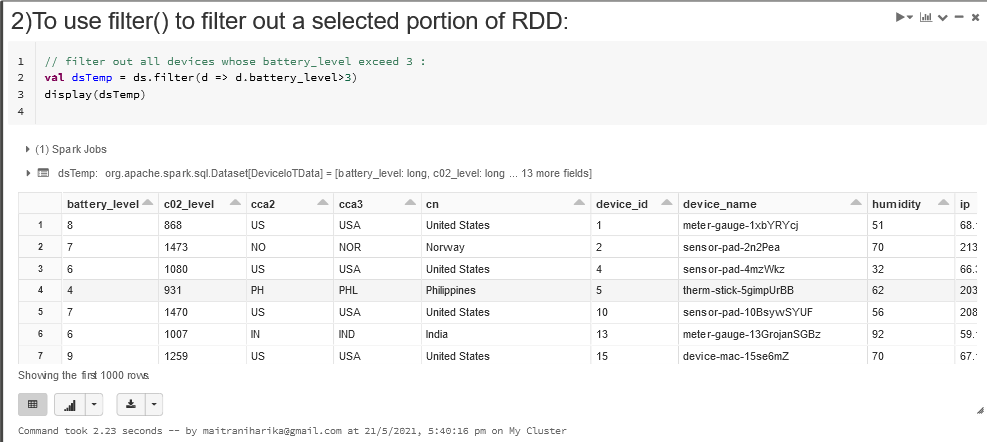 2)To use filter() to filter out a selected portion of RDD:
1 // filter out all devices whose battery_level exceed 3 :
2 val dsTemp = ds.filter(d => d.battery_level>3)
3 display(dsTemp)
4
(1) Spark Jobs
dsTemp: org.apache.spark.sql.Dataset[DeviceIoTData] = [battery_level: long, c02_level: long ... 13 more fields]
battery_level c02_level cca2 cca3 cn device_id device_name humidity ip
1 8 868 US USA United States 1 meter-gauge-1xbYRYcj 51 68.
2 7 1473 NO NOR Norway 2 sensor-pad-2n2Pea 70 213
3 6 1080 US USA United States 4 sensor-pad-4mzWkz 32 66.
4 4 931 PH PHL Philippines 5 therm-stick-5gimpUrBB 62 203
5 7 1470 US USA United States 10 sensor-pad-10BsywSYUF 56 208
6 6 1007 IN IND India 13 meter-gauge-13GrojanSGBz 92 59.
7 9 1259 US USA United States 15 device-mac-15se6mZ 70 67.
Showing the first 1000 rows.
Command took 2.23 seconds -- by maitraniharika@gmail.com at 21/5/2021, 5:40:16 pm on My Cluster